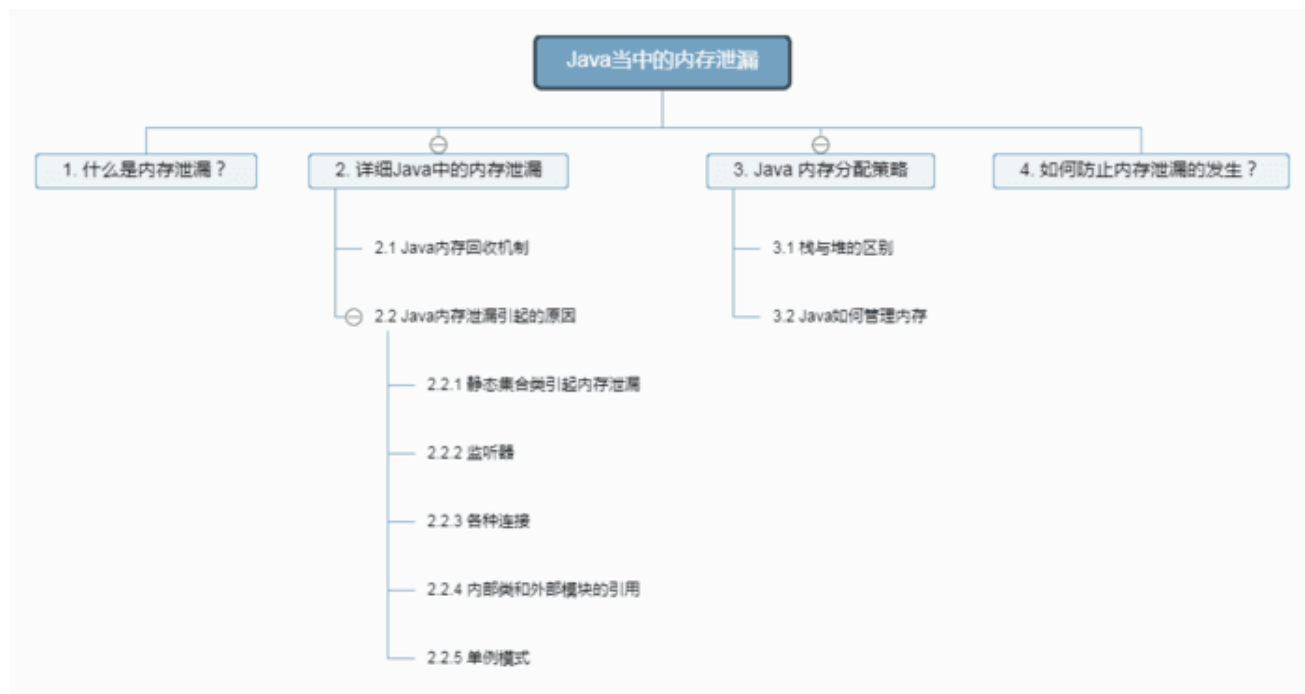 Java当中的内存泄漏
1. 什么是内存泄漏？
2. 详细Java中的内存泄漏
2.1 Java内存回收机制
2.2 Java内存泄漏引起的原因
2.2.1 静态集合类引起内存泄漏
2.2.2 监听器
2.2.3 各种连接
2.2.4 内部类和外部模块的引用
2.2.5 单例模式
3. Java 内存分配策略
3.1 栈与堆的区别
3.2 Java如何管理内存
4. 如何防止内存泄漏的发生？